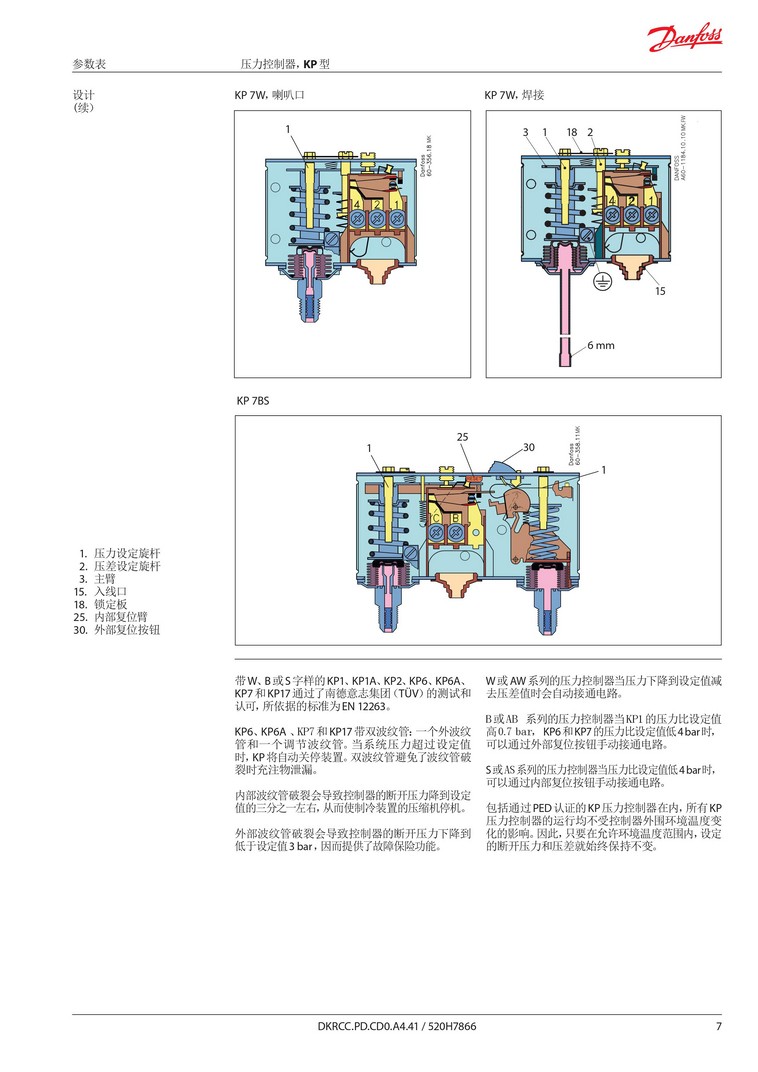 Danfoss
参数表
压力控制器，KP 型
设计
(续)
KP 7W，喇叭口
KP 7W，焊接
1
Danfoss
60-356.18 MK
4
2
1
3
1
18
2
DANFOSS
A60-1184.10.10 MK/W
4
2
1
15
6 mm
KP 7BS
1
25
30
1
Danfoss
60-358.11 MK
C
B
1. 压力设定旋杆
2. 压差设定旋杆
3. 主臂
15. 入线口
18. 锁定板
25. 内部复位臂
30. 外部复位按钮
带 W、B 或 S 字样的 KP1、KP1A、KP2、KP6、KP6A、
KP7 和 KP17 通过了南德意志集团（TÜV）的测试和
认可，所依据的标准为 EN 12263。
KP6、KP6A 、KP7 和 KP17 带双波纹管；一个外波纹
管和一个调节波纹管。当系统压力超过设定值
时，KP 将自动关停装置。双波纹管避免了波纹管破
裂时充注物泄漏。
内部波纹管破裂会导致控制器的断开压力降到设定
值的三分之一左右，从而使制冷装置的压缩机停机。
外部波纹管破裂会导致控制器的断开压力下降到
低于设定值 3 bar，因而提供了故障保险功能。
W 或 AW 系列的压力控制器当压力下降到设定值减
去压差值时会自动接通电路。
B 或 AB 系列的压力控制器当 KP1 的压力比设定值
高 0.7 bar， KP6 和 KP7 的压力比设定值低 4 bar 时，
可以通过外部复位按钮手动接通电路。
S 或 AS 系列的压力控制器当压力比设定值低 4 bar 时，
可以通过内部复位按钮手动接通电路。
包括通过 PED 认证的 KP 压力控制器在内，所有 KP
压力控制器的运行均不受控制器外围环境温度变
化的影响。因此，只要在允许环境温度范围内，设定
的断开压力和压差就始终保持不变。
DKRCC.PD.CD0.A4.41 / 520H7866
7